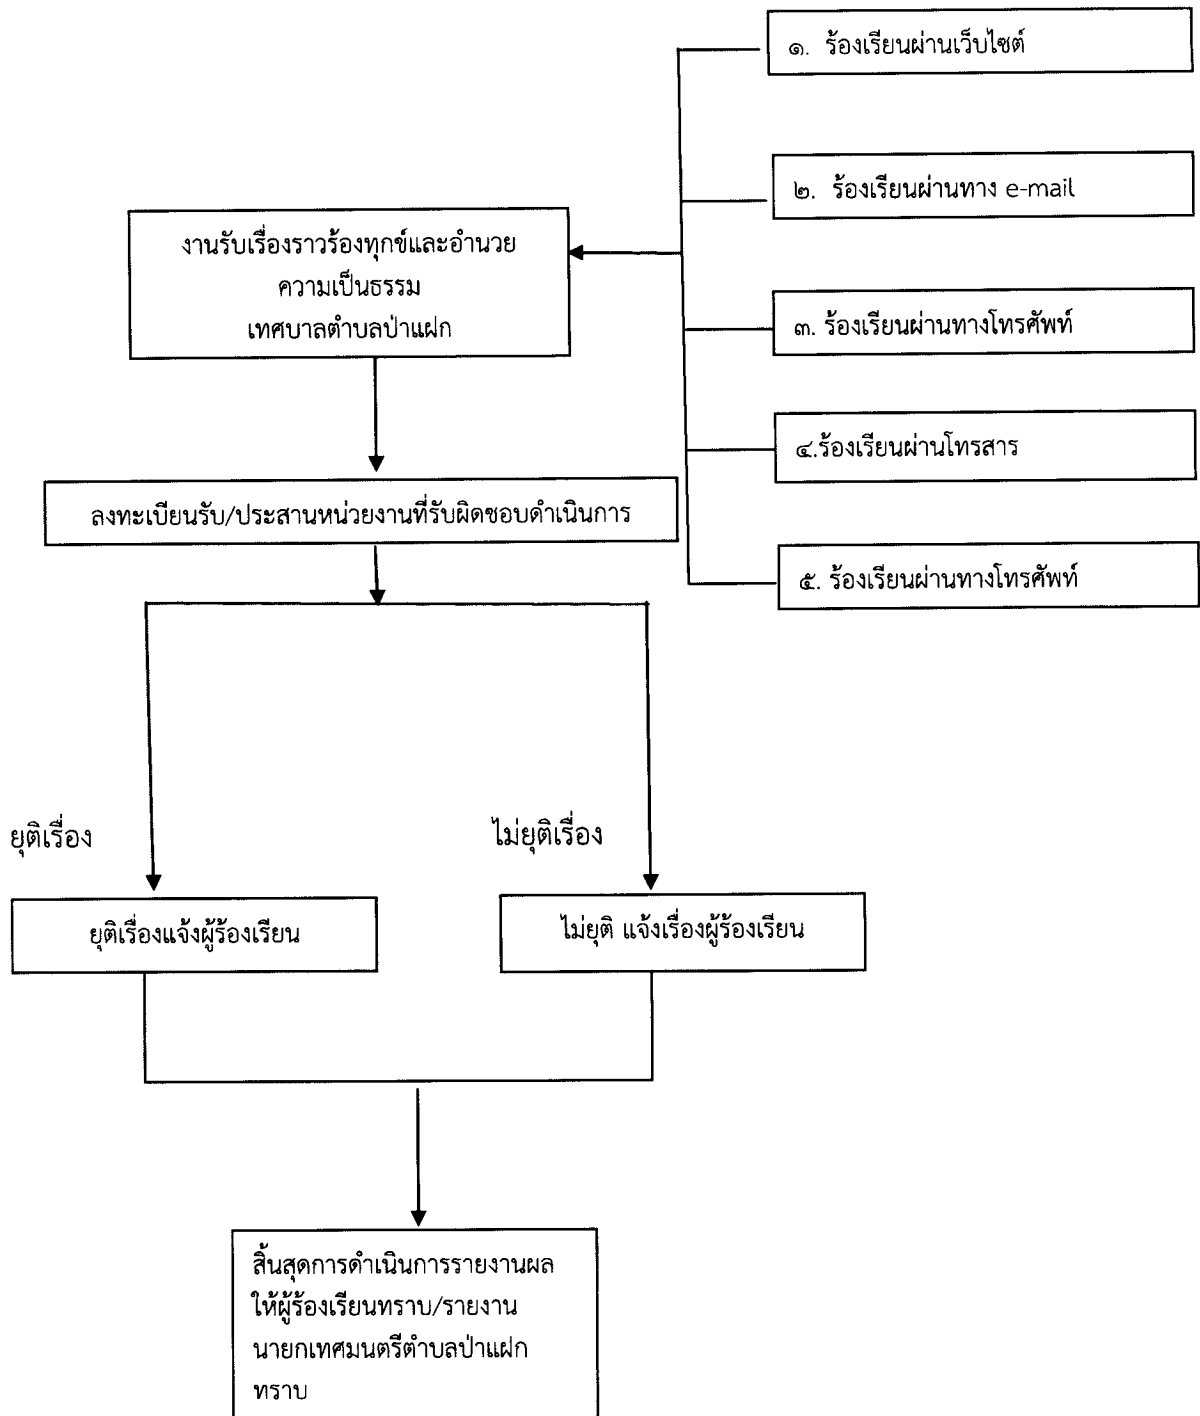 ๑. ร้องเรียนผ่านเว็บไซต์
๒. ร้องเรียนผ่านทาง e-mail
งานรับเรื่องราวร้องทุกข์และอำนวย
ความเป็นธรรม
เทศบาลตำบลป่าแฝก
๓. ร้องเรียนผ่านทางโทรศัพท์
๔.ร้องเรียนผ่านโทรสาร
ลงทะเบียนรับ/ประสานหน่วยงานที่รับผิดชอบดำเนินการ
๕. ร้องเรียนผ่านทางโทรศัพท์
ยุติเรื่อง
ไม่ยุติเรื่อง
ยุติเรื่องแจ้งผู้ร้องเรียน
ไม่ยุติ แจ้งเรื่องผู้ร้องเรียน
สิ้นสุดการดำเนินการรายงานผล
ให้ผู้ร้องเรียนทราบ/รายงาน
นายกเทศมนตรีตำบลป่าแฝก
ทราบ